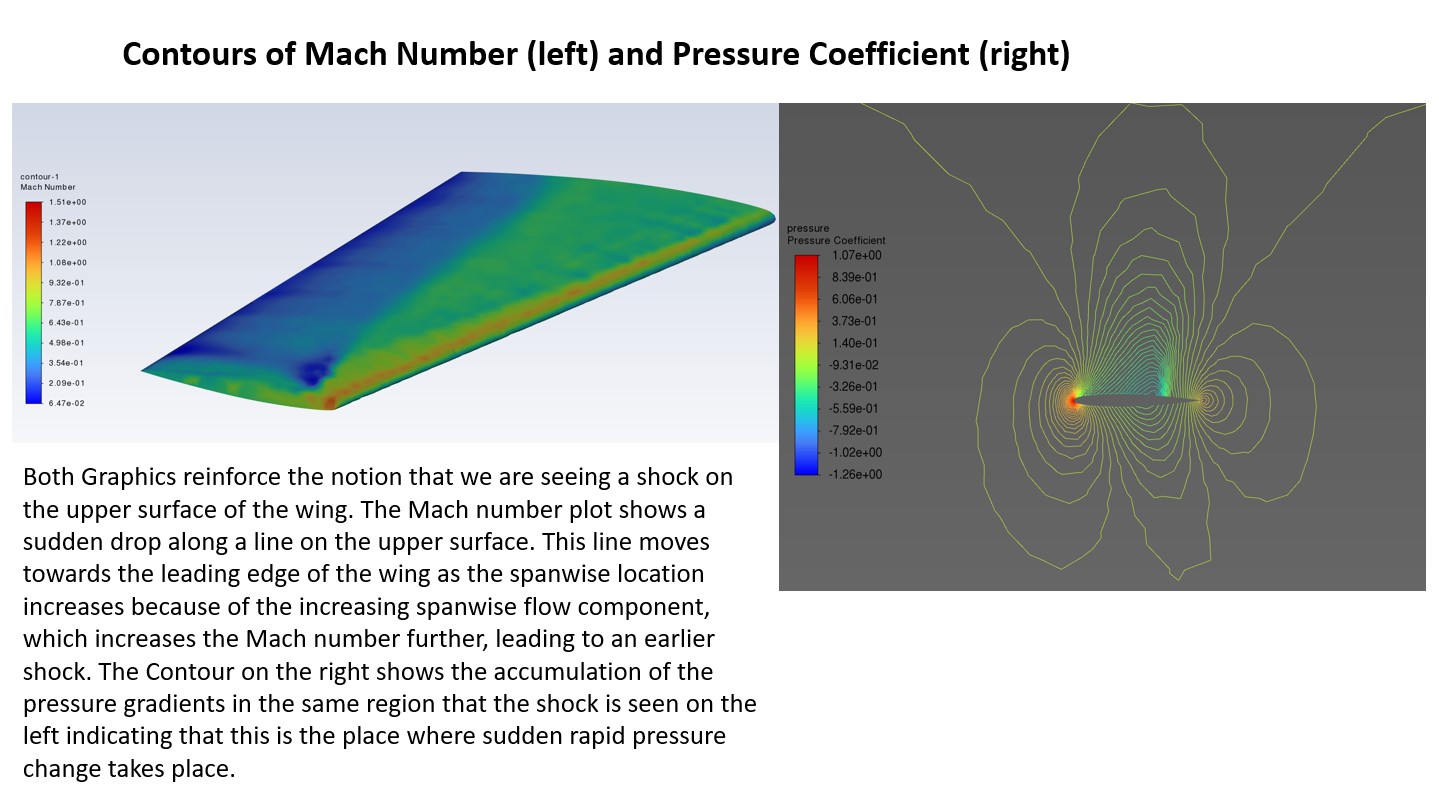 Contours of Mach Number (left) and Pressure Coefficient (right)
contour-1
Mach Number
1.51e+00
1.37e+00
1.22e+00
1.08e+00
9.32e-01
7.87e-01
6.43e-01
4.98e-01
3.54e-01
2.09e-01
6.47e-02
pressure
Pressure Coefficient
1.07e+00
8.39e-01
6.06e-01
3.73e-01
1.40e-01
-9.31e-02
-3.26e-01
-5.59e-01
-7.92e-01
-1.02e+00
-1.26e+00
Both Graphics reinforce the notion that we are seeing a shock on
the upper surface of the wing. The Mach number plot shows a
sudden drop along a line on the upper surface. This line moves
towards the leading edge of the wing as the spanwise location
increases because of the increasing spanwise flow component,
which increases the Mach number further, leading to an earlier
shock. The Contour on the right shows the accumulation of the
pressure gradients in the same region that the shock is seen on the
left indicating that this is the place where sudden rapid pressure
change takes place.